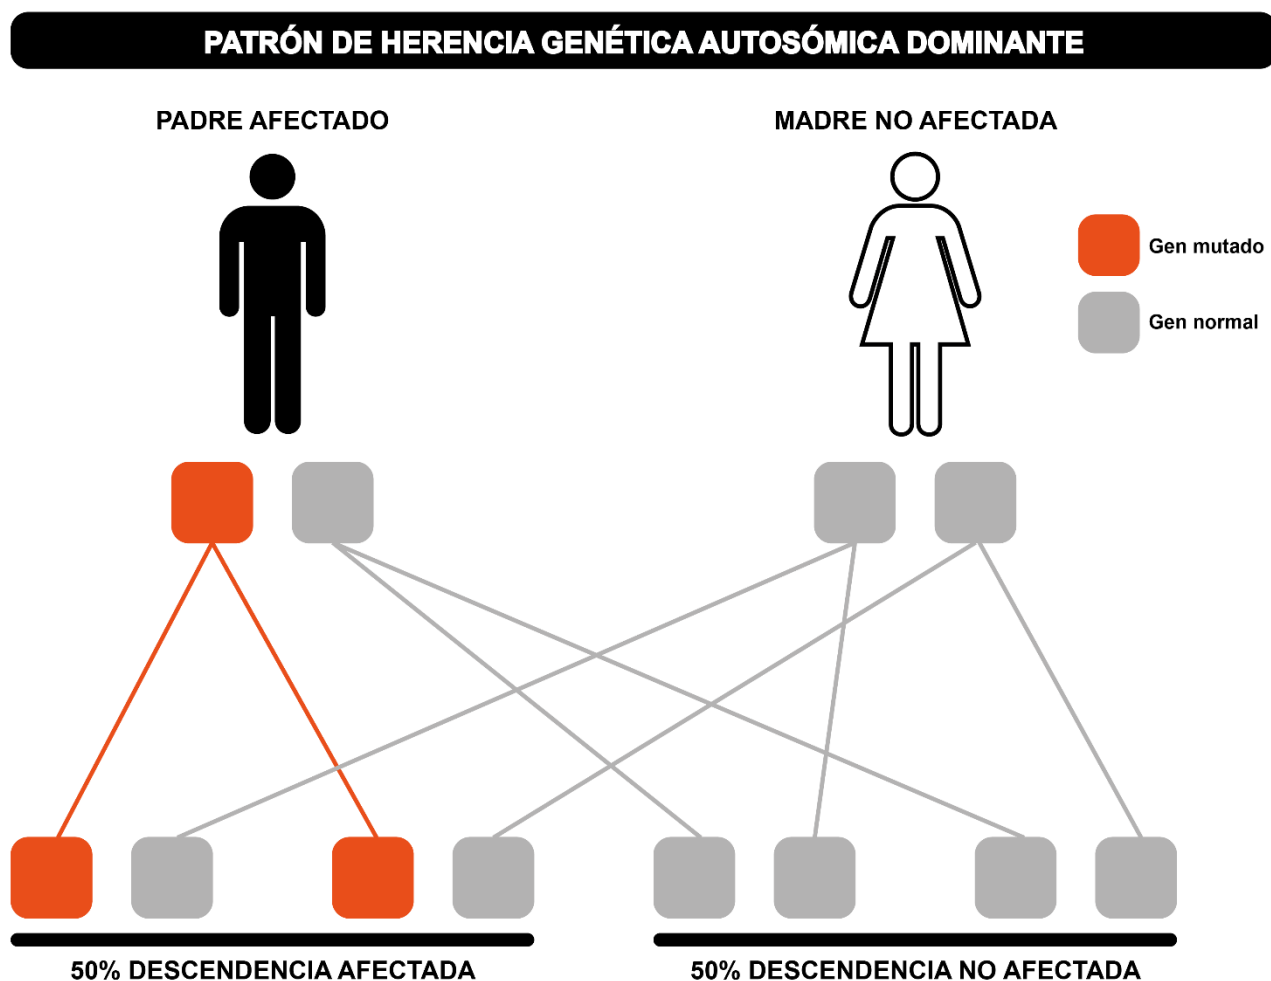 PATRÓN DE HERENCIA GENÉTICA AUTOSÓMICA DOMINANTE
PADRE AFECTADO
MADRE NO AFECTADA
Gen mutado
Gen normal
50% DESCENDENCIA AFECTADA
50% DESCENDENCIA NO AFECTADA